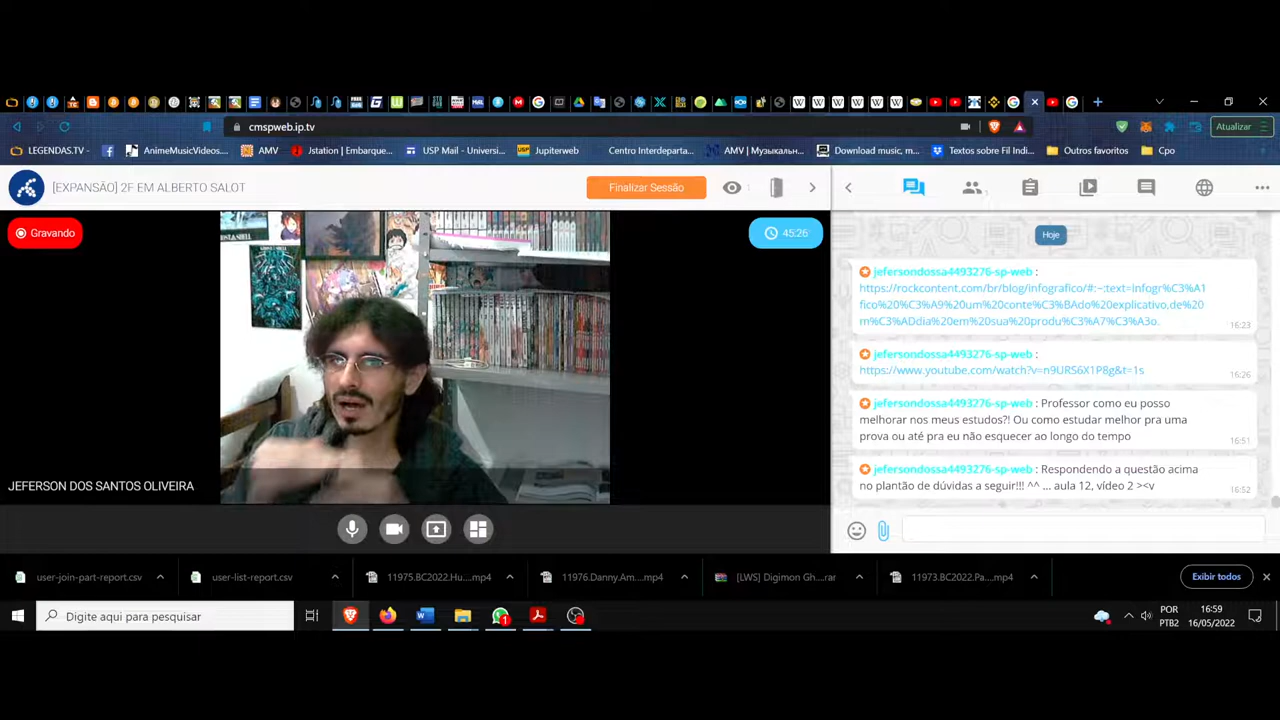 cmspweb.ip.tv
Atualizar
LEGENDAS.TV -
AnimeMusicVideos...
AMV
Jstation | Embarque...
USP Mail - Universi...
Jupiterweb
Centro Interdeparta...
AMV | Музыкальн...
Download music, m...
Textos sobre Fil Indi...
Outros favoritos
Cpo
[EXPANSÃO] 2F EM ALBERTO SALOT
Finalizar Sessão
1
1
Gravando
45:26
Hoje
jefersondossa4493276-sp-web :
https://rockcontent.com/br/blog/infografico/#:~:text=Infogr%C3%A1
fico%20%C3%A9%20um%20conte%C3%BAdo%20explicativo,de%20
m%C3%ADdia%20em%20sua%20produ%C3%A7%C3%A3o.
16:23
jefersondossa4493276-sp-web :
https://www.youtube.com/watch?v=n9URS6X1P8g&t=1s
16:26
jefersondossa4493276-sp-web : Professor como eu posso
melhorar nos meus estudos?! Ou como estudar melhor pra uma
prova ou até pra eu não esquecer ao longo do tempo
16:51
jefersondossa4493276-sp-web : Respondendo a questão acima
no plantão de dúvidas a seguir!!! ^^ ... aula 12, vídeo 2 ><v
16:52
JEFERSON DOS SANTOS OLIVEIRA
user-join-part-report.csv
user-list-report.csv
11975.BC2022.Hu....mp4
11976.Danny.Am....mp4
[LWS] Digimon Gh....rar
11973.BC2022.Pa....mp4
Exibir todos
Digite aqui para pesquisar
1
POR
PTB2
16:59
16/05/2022